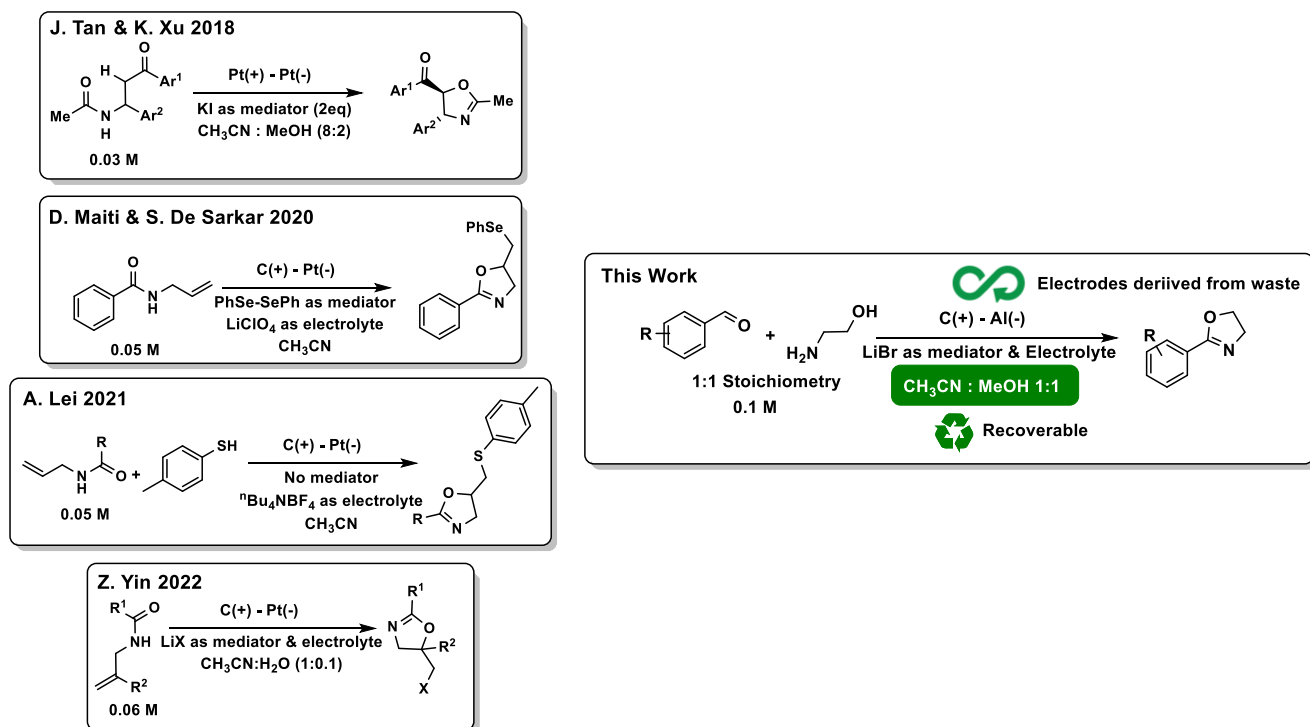 J. Tan & K. Xu 2018
O
H
Ar1
O
Me
N
H
Ar2
0.03 M
Pt(+) - Pt(-)
KI as mediator (2eq)
CH3CN : MeOH (8:2)
O
Ar1
O
Me
Ar2
N
D. Maiti & S. De Sarkar 2020
O
NH
0.05 M
C(+) - Pt(-)
PhSe-SePh as mediator
LiClO4 as electrolyte
CH3CN
PhSe
O
N
A. Lei 2021
R
N
H
O
+
SH
0.05 M
C(+) - Pt(-)
No mediator
nBu4NBF4 as electrolyte
CH3CN
S
O
R
N
Z. Yin 2022
R1
O
NH
R2
0.06 M
C(+) - Pt(-)
LiX as mediator & electrolyte
CH3CN:H2O (1:0.1)
R1
N
O
R2
X
This Work
Electrodes deriived from waste
R
O
+
H2N
OH
1:1 Stoichiometry
0.1 M
C(+) - Al(-)
LiBr as mediator & Electrolyte
CH3CN : MeOH 1:1
Recoverable
R
O
N